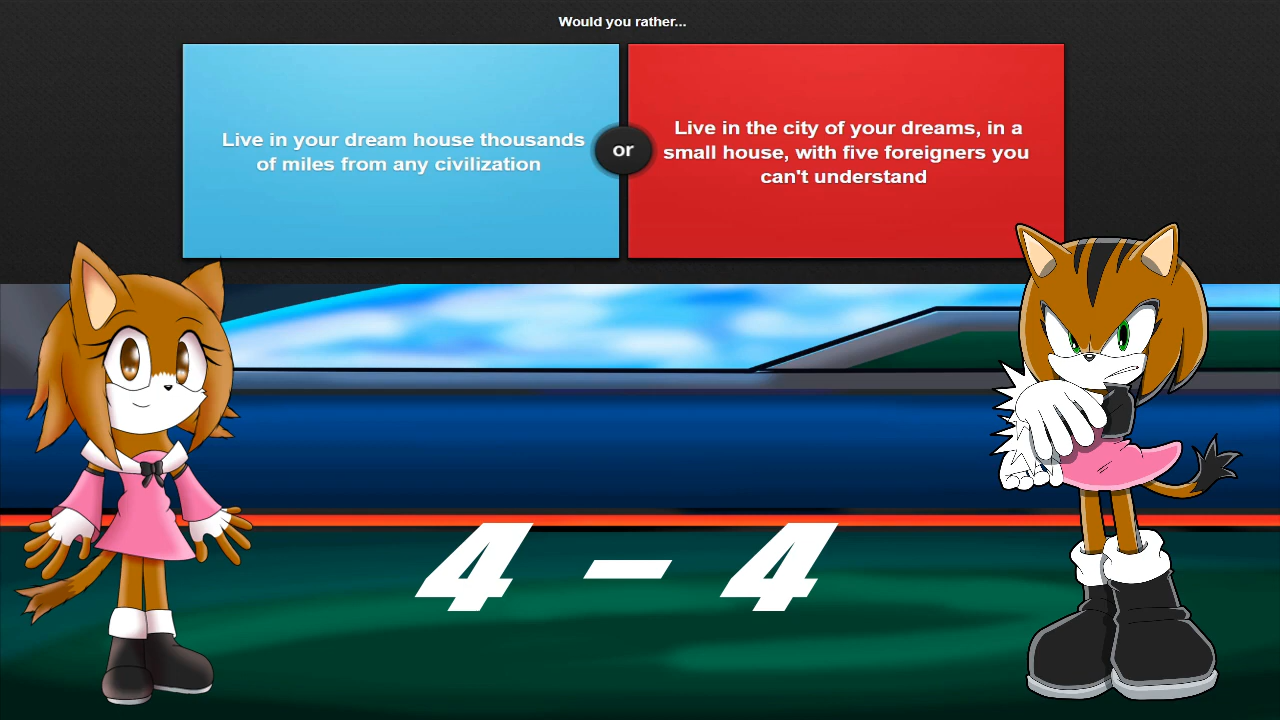 Would you rather...
Live in your dream house thousands
of miles from any civilization
or
Live in the city of your dreams, in a
small house, with five foreigners you
can't understand
4 - 4